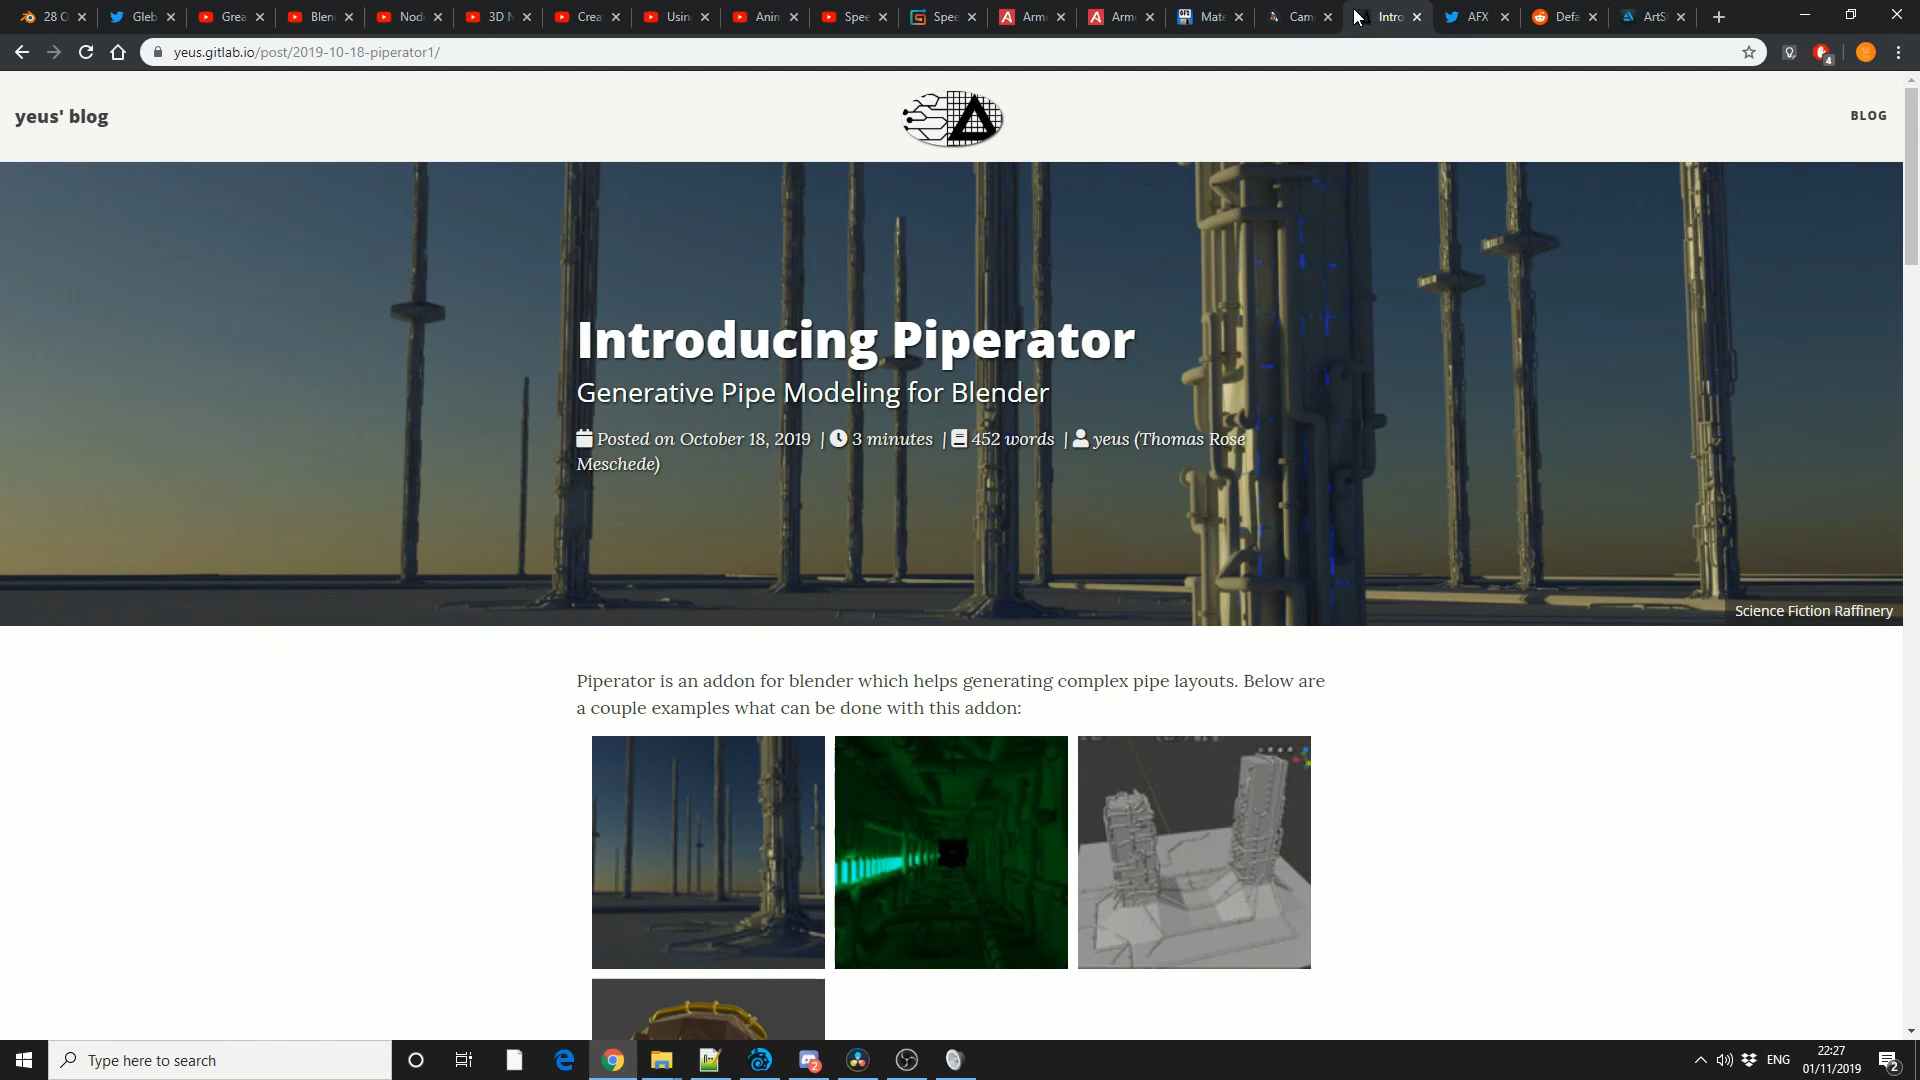 28 O
Gleb
Grea
Blen
Nod
3D N
Crea
Usin
Anim
Spee
Spee
Arm
Arm
Mate
Cam
Intro
AFX
Defa
ArtS
yeus.gitlab.io/post/2019-10-18-piperator1/
4
yeus' blog
BLOG
Introducing Piperator
Generative Pipe Modeling for Blender
Posted on October 18, 2019 | 3 minutes | 452 words | yeus (Thomas Rose
Meschede)
Science Fiction Raffinery
Piperator is an addon for blender which helps generating complex pipe layouts. Below are
a couple examples what can be done with this addon:
Type here to search
2
ENG
22:27
01/11/2019
2